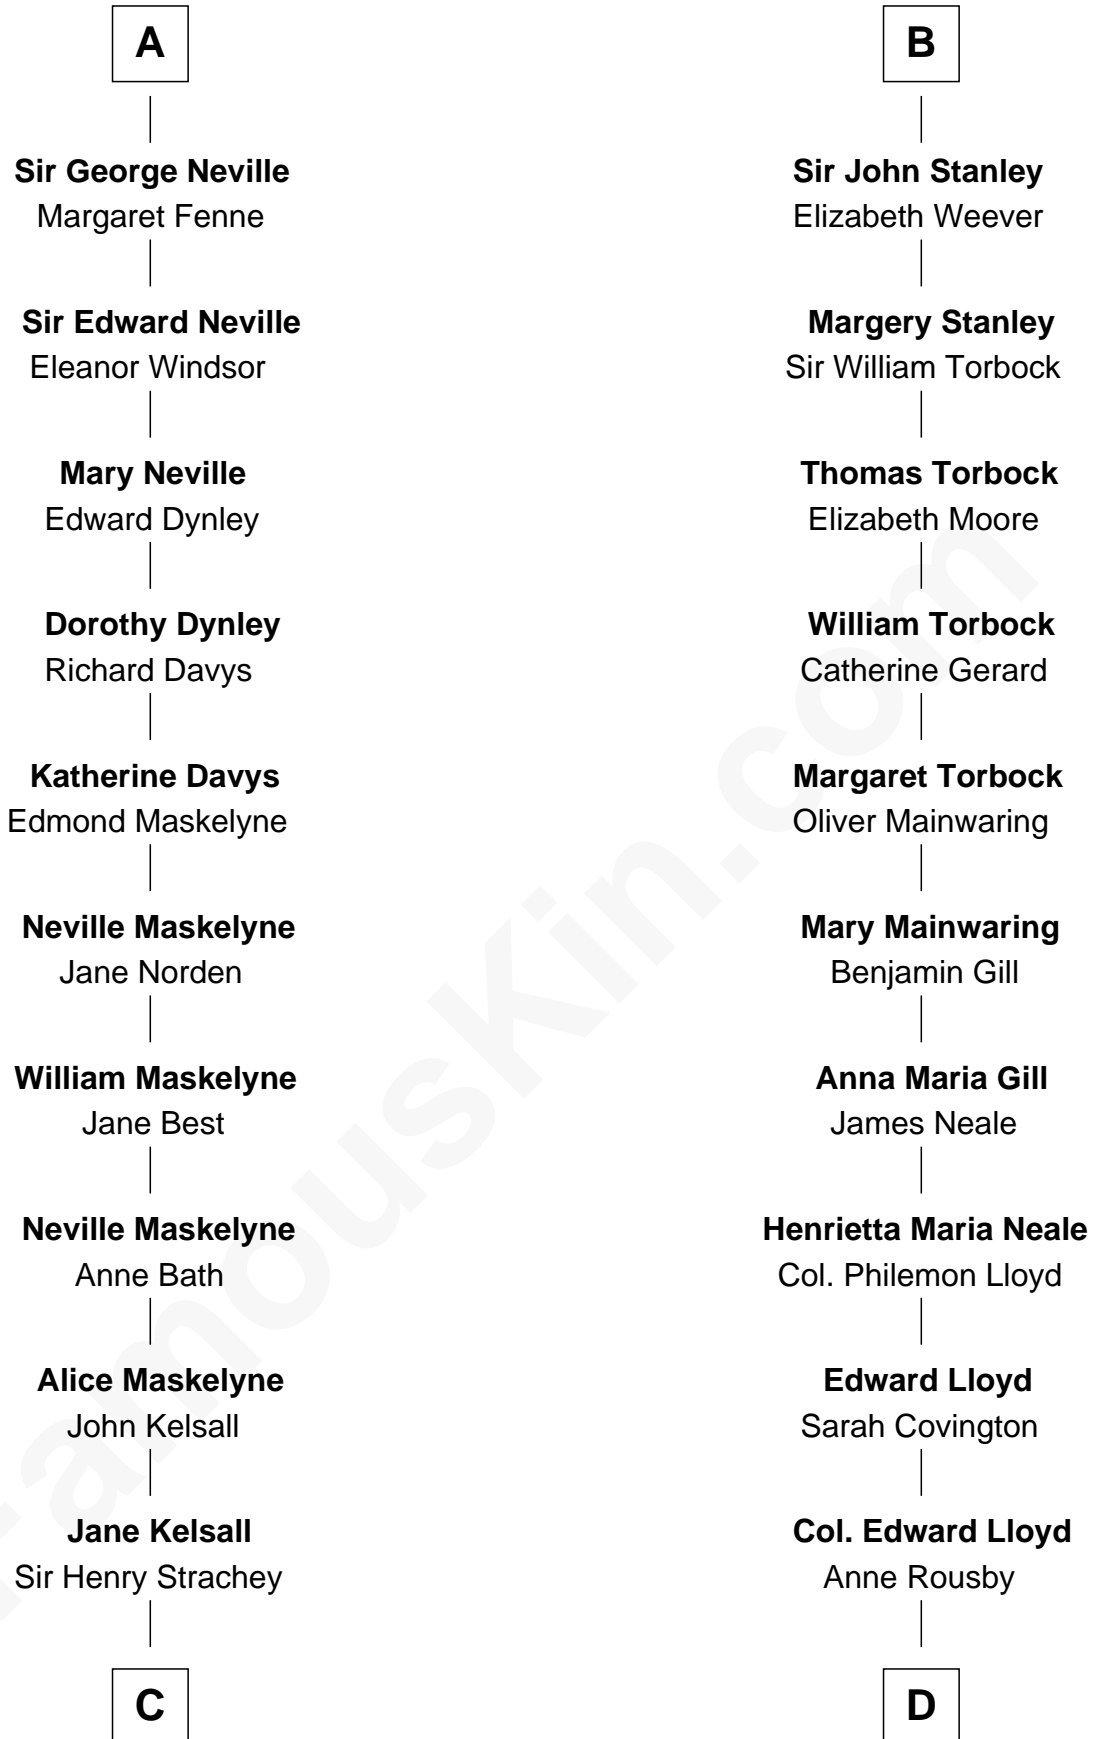 A
Sir George Neville
Margaret Fenne
Sir Edward Neville
Eleanor Windsor
Mary Neville
Edward Dynley
Dorothy Dynley
Richard Davys
Katherine Davys
Edmond Maskelyne
Neville Maskelyne
Jane Norden
William Maskelyne
Jane Best
Neville Maskelyne
Anne Bath
Alice Maskelyne
John Kelsall
Jane Kelsall
Sir Henry Strachey
C
B
Sir John Stanley
Elizabeth Weever
Margery Stanley
Sir William Torbock
Thomas Torbock
Elizabeth Moore
William Torbock
Catherine Gerard
Margaret Torbock
Oliver Mainwaring
Mary Mainwaring
Benjamin Gill
Anna Maria Gill
James Neale
Henrietta Maria Neale
Col. Philemon Lloyd
Edward Lloyd
Sarah Covington
Col. Edward Lloyd
Anne Rousby
D
FamousKin.com